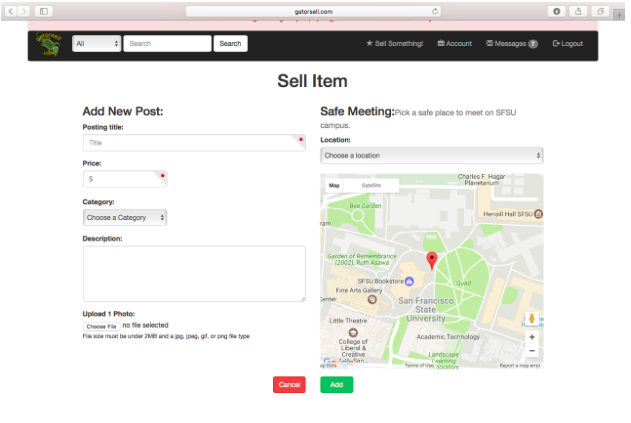 gatorsell.com
gatorsell
.com
All
Search
Search
Sell Something!
Account
Messages 7
Logout
Sell Item
Add New Post:
Posting title:
Title
Price:
$
Category:
Choose a Category
Description:
Upload 1 Photo:
Choose File no file selected
File size must be under 2MB and a jpg, jpeg, gif, or png file type
Cancel
Safe Meeting:Pick a safe place to meet on SFSU
campus.
Location:
Choose a location
Map
Satellite
Charles F. Hagar
Planetarium
Bee Garden
Hensill Hall SFSU
ram
Garden of Remembrance
(2002), Ruth Asawa
SFSU Bookstore
Quad
Fine Arts Gallery
Center
San Francisco
State
University
Little Theatre
Academic Technology
College of
Liberal &
Creative
Landscape
Learning
Terms of Use
Report a map error
+
−
Add